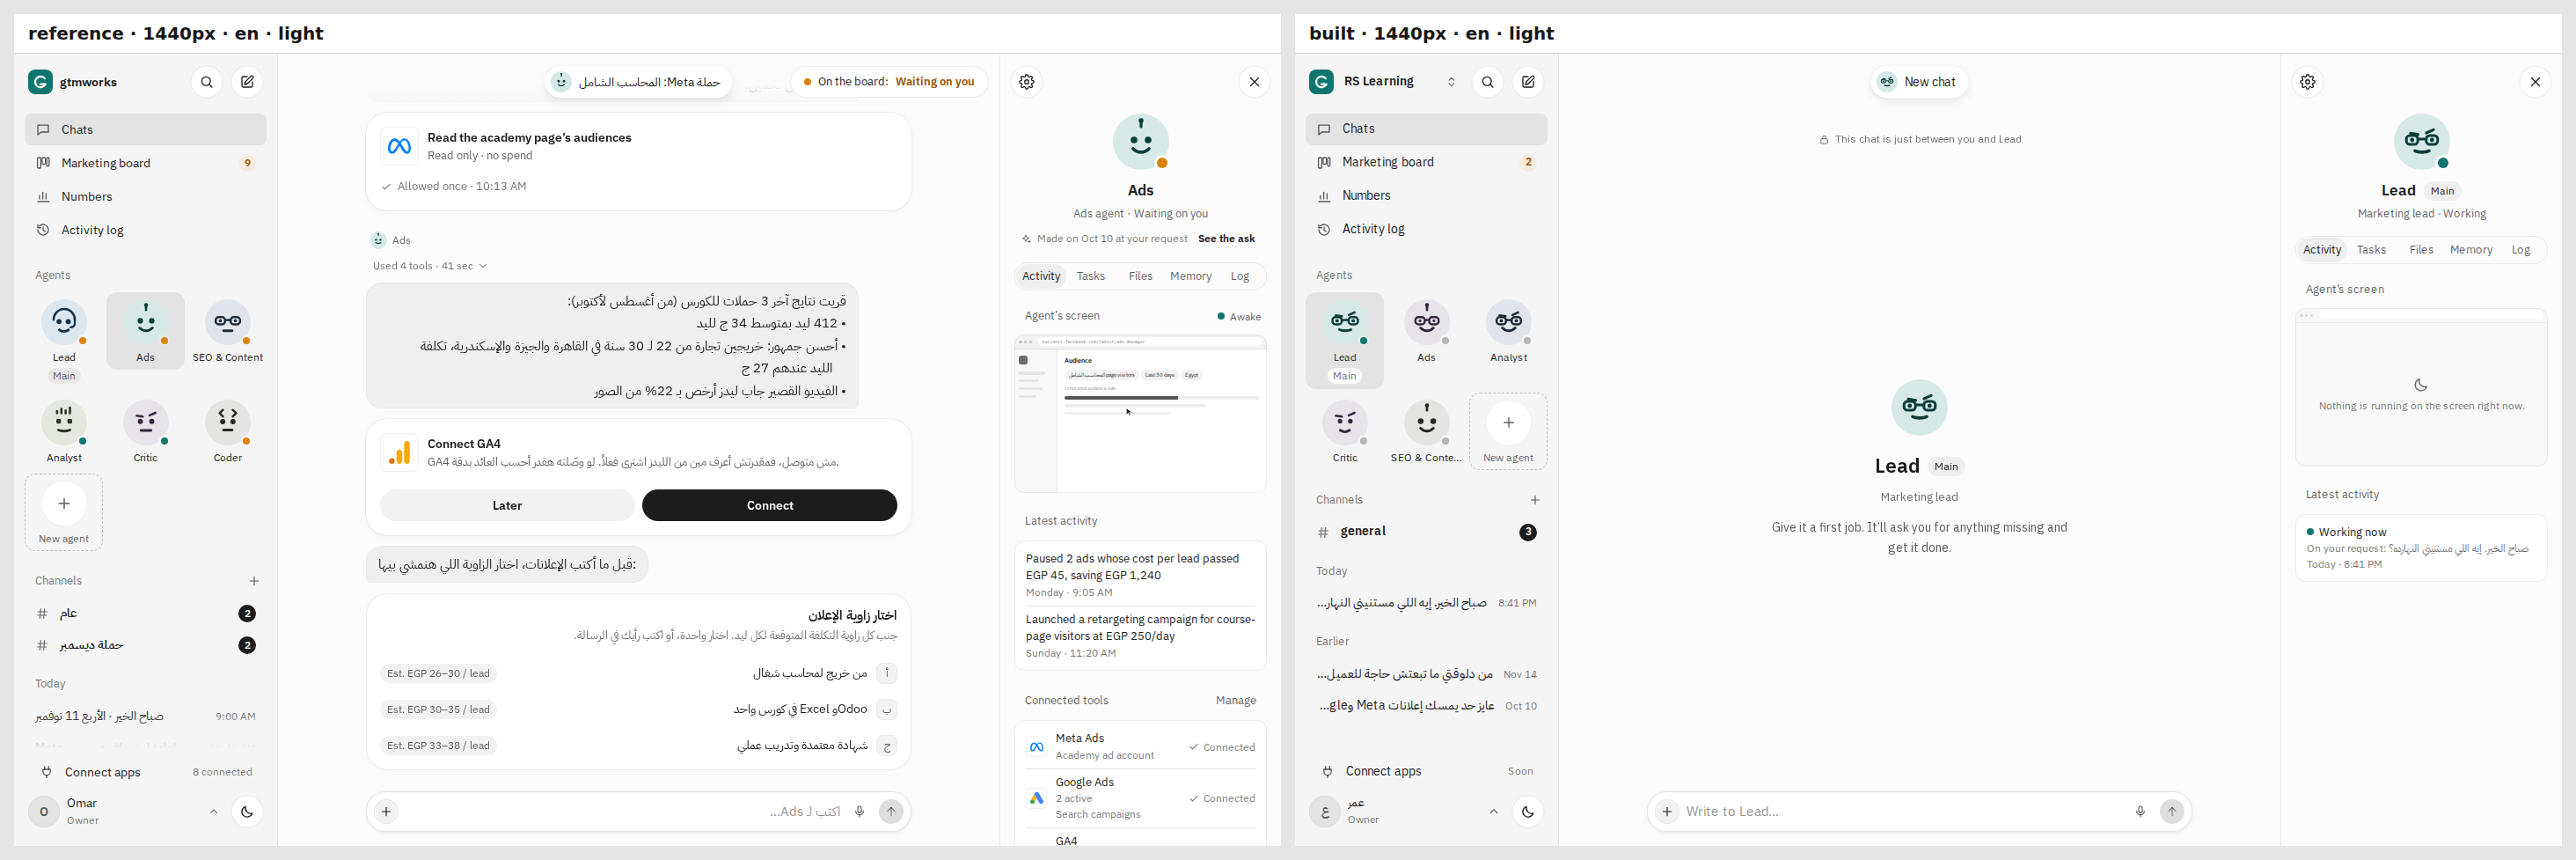 reference · 1440px · en · light
gtmworks
Chats
Marketing board 9
Numbers
Activity log
Agents
Lead
Main
Ads
SEO & Content
Analyst
Critic
Coder
New agent
Channels
عام 2
حملة ديسمبر 2
Today
صباح الخير · الأربع 11 نوفمبر 9:00 AM
Connect apps 8 connected
O
Omar
Owner
حملة Meta: المحاسب الشامل
On the board: Waiting on you
Read the academy page's audiences
Read only · no spend
Allowed once · 10:13 AM
Ads
Used 4 tools · 41 sec
قريت نتايج آخر 3 حملات للكورس (من أغسطس لأكتوبر):
• 412 ليد بمتوسط 34 ج لليد
• أحسن جمهور: خريجين تجارة من 22 لـ 30 سنة في القاهرة والجيزة والإسكندرية، تكلفة
الليد عندهم 27 ج
• الفيديو القصير جاب ليدز أرخص بـ 22% من الصور
Connect GA4
GA4 مش متوصل، فمقدرتش أعرف مين من الليدز اشترى فعلاً. لو وصّلته هقدر أحسب العائد بدقة.
Later
Connect
قبل ما أكتب الإعلانات، اختار الزاوية اللي هنمشي بيها:
اختار زاوية الإعلان
جنب كل زاوية التكلفة المتوقعة لكل ليد. اختار واحدة، أو اكتب رأيك في الرسالة.
أ من خريج لمحاسب شغال Est. EGP 26–30 / lead
ب Odooو Excel في كورس واحد Est. EGP 30–35 / lead
ج شهادة معتمدة وتدريب عملي Est. EGP 33–38 / lead
اكتب لـ Ads...
Ads
Ads agent · Waiting on you
Made on Oct 10 at your request See the ask
Activity Tasks Files Memory Log
Agent's screen Awake
business.facebook.com/latest/ads_manager
Audience
Last 30 days
Egypt
Latest activity
Paused 2 ads whose cost per lead passed
EGP 45, saving EGP 1,240
Monday · 9:05 AM
Launched a retargeting campaign for course-
page visitors at EGP 250/day
Sunday · 11:20 AM
Connected tools Manage
Meta Ads
Academy ad account
Connected
Google Ads
2 active
Search campaigns
Connected
GA4
built · 1440px · en · light
RS Learning
Chats
Marketing board 2
Numbers
Activity log
Agents
Lead
Main
Ads
Analyst
Critic
SEO & Conte...
New agent
Channels
general 3
Today
صباح الخير. إيه اللي مستنيني النهار... 8:41 PM
Earlier
من دلوقتي ما تبعتش حاجة للعميل... Nov 14
عايز حد يمسك إعلانات Meta وgle... Oct 10
Connect apps Soon
ع
عمر
Owner
New chat
This chat is just between you and Lead
Lead Main
Marketing lead
Give it a first job. It'll ask you for anything missing and
get it done.
Write to Lead...
Lead Main
Marketing lead · Working
Activity Tasks Files Memory Log
Agent's screen
Nothing is running on the screen right now.
Latest activity
Working now
On your request: صباح الخير. إيه اللي مستنيني النهارده؟
Today · 8:41 PM